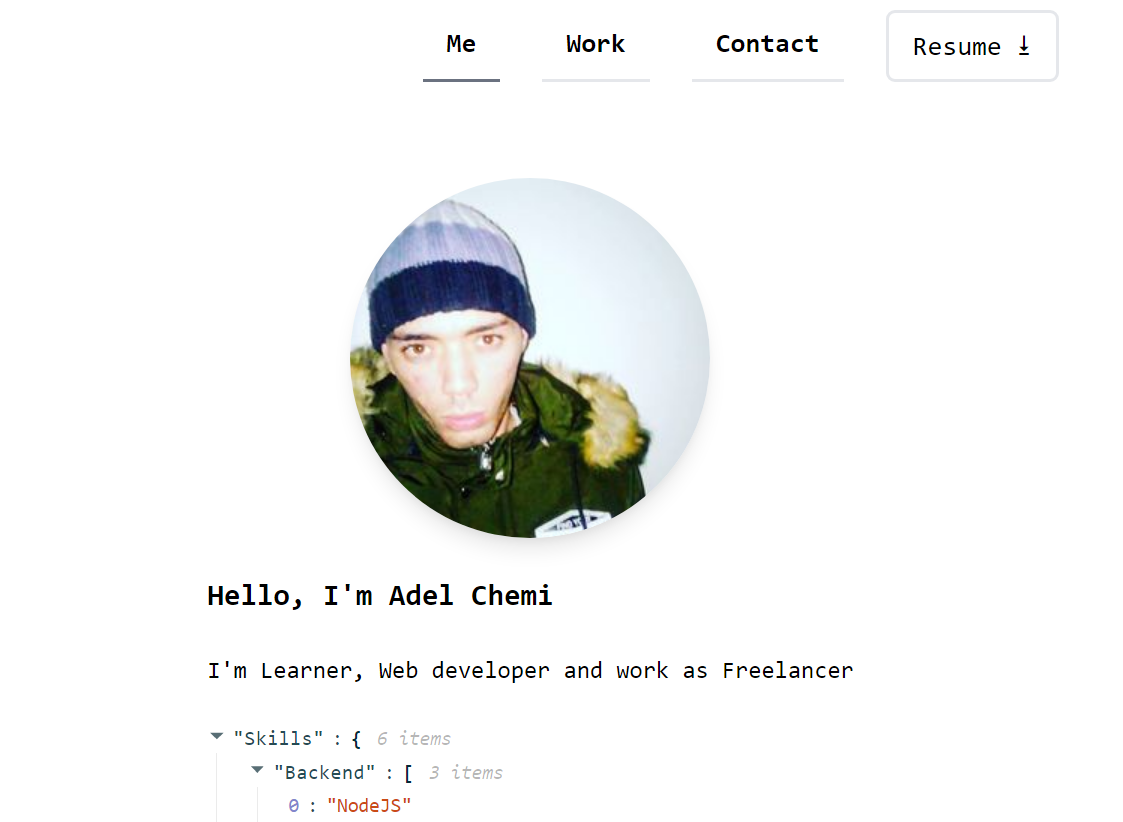 Me Work Contact Resume ⤓
Hello, I'm Adel Chemi
I'm Learner, Web developer and work as Freelancer
"Skills" : { 6 items
"Backend" : [ 3 items
0 : "NodeJS"